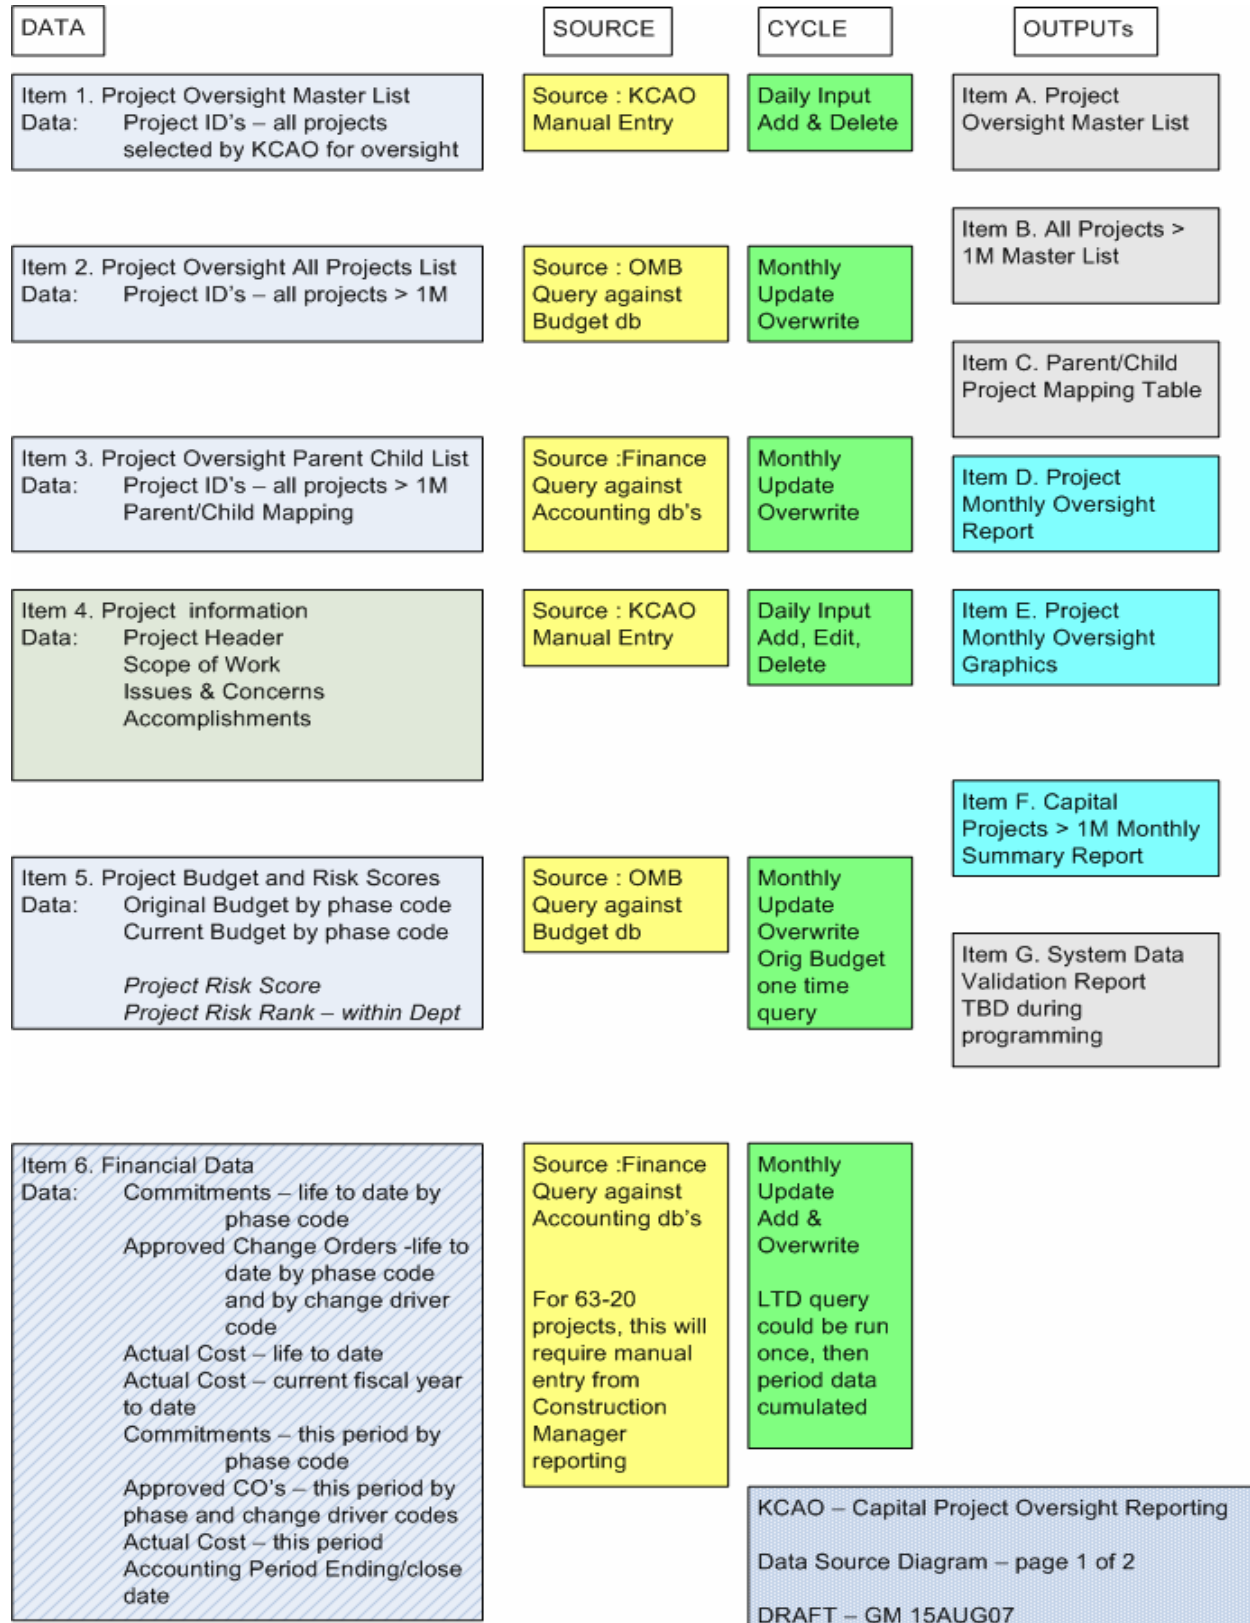 DATA
SOURCE
CYCLE
OUTPUTs
Item 1. Project Oversight Master List
Data: Project ID's – all projects
selected by KCAO for oversight
Source : KCAO
Manual Entry
Daily Input
Add & Delete
Item A. Project
Oversight Master List
Item B. All Projects >
1M Master List
Item 2. Project Oversight All Projects List
Data: Project ID's – all projects > 1M
Source : OMB
Query against
Budget db
Monthly
Update
Overwrite
Item C. Parent/Child
Project Mapping Table
Item 3. Project Oversight Parent Child List
Data: Project ID's – all projects > 1M
Parent/Child Mapping
Source :Finance
Query against
Accounting db's
Monthly
Update
Overwrite
Item D. Project
Monthly Oversight
Report
Item 4. Project information
Data: Project Header
Scope of Work
Issues & Concerns
Accomplishments
Source : KCAO
Manual Entry
Daily Input
Add, Edit,
Delete
Item E. Project
Monthly Oversight
Graphics
Item F. Capital
Projects > 1M Monthly
Summary Report
Item 5. Project Budget and Risk Scores
Data: Original Budget by phase code
Current Budget by phase code
Project Risk Score
Project Risk Rank – within Dept
Source : OMB
Query against
Budget db
Monthly
Update
Overwrite
Orig Budget
one time
query
Item G. System Data
Validation Report
TBD during
programming
Item 6. Financial Data
Data: Commitments – life to date by
phase code
Approved Change Orders -life to
date by phase code
and by change driver
code
Actual Cost – life to date
Actual Cost – current fiscal year
to date
Commitments – this period by
phase code
Approved CO's – this period by
phase and change driver codes
Actual Cost – this period
Accounting Period Ending/close
date
Source :Finance
Query against
Accounting db's
For 63-20
projects, this will
require manual
entry from
Construction
Manager
reporting
Monthly
Update
Add &
Overwrite
LTD query
could be run
once, then
period data
cumulated
KCAO – Capital Project Oversight Reporting
Data Source Diagram – page 1 of 2
DRAFT – GM 15AUG07